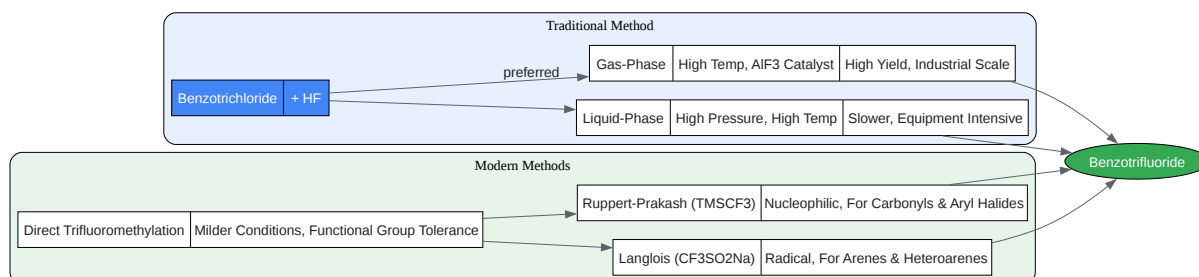 Traditional Method
preferred
Benzotrichloride + HF
Gas-Phase High Temp, AlF3 Catalyst High Yield, Industrial Scale
Liquid-Phase High Pressure, High Temp Slower, Equipment Intensive
Benzotrifluoride
Modern Methods
Direct Trifluoromethylation Milder Conditions, Functional Group Tolerance
Ruppert-Prakash (TMSCF3) Nucleophilic, For Carbonyls & Aryl Halides
Langlois (CF3SO2Na) Radical, For Arenes & Heteroarenes